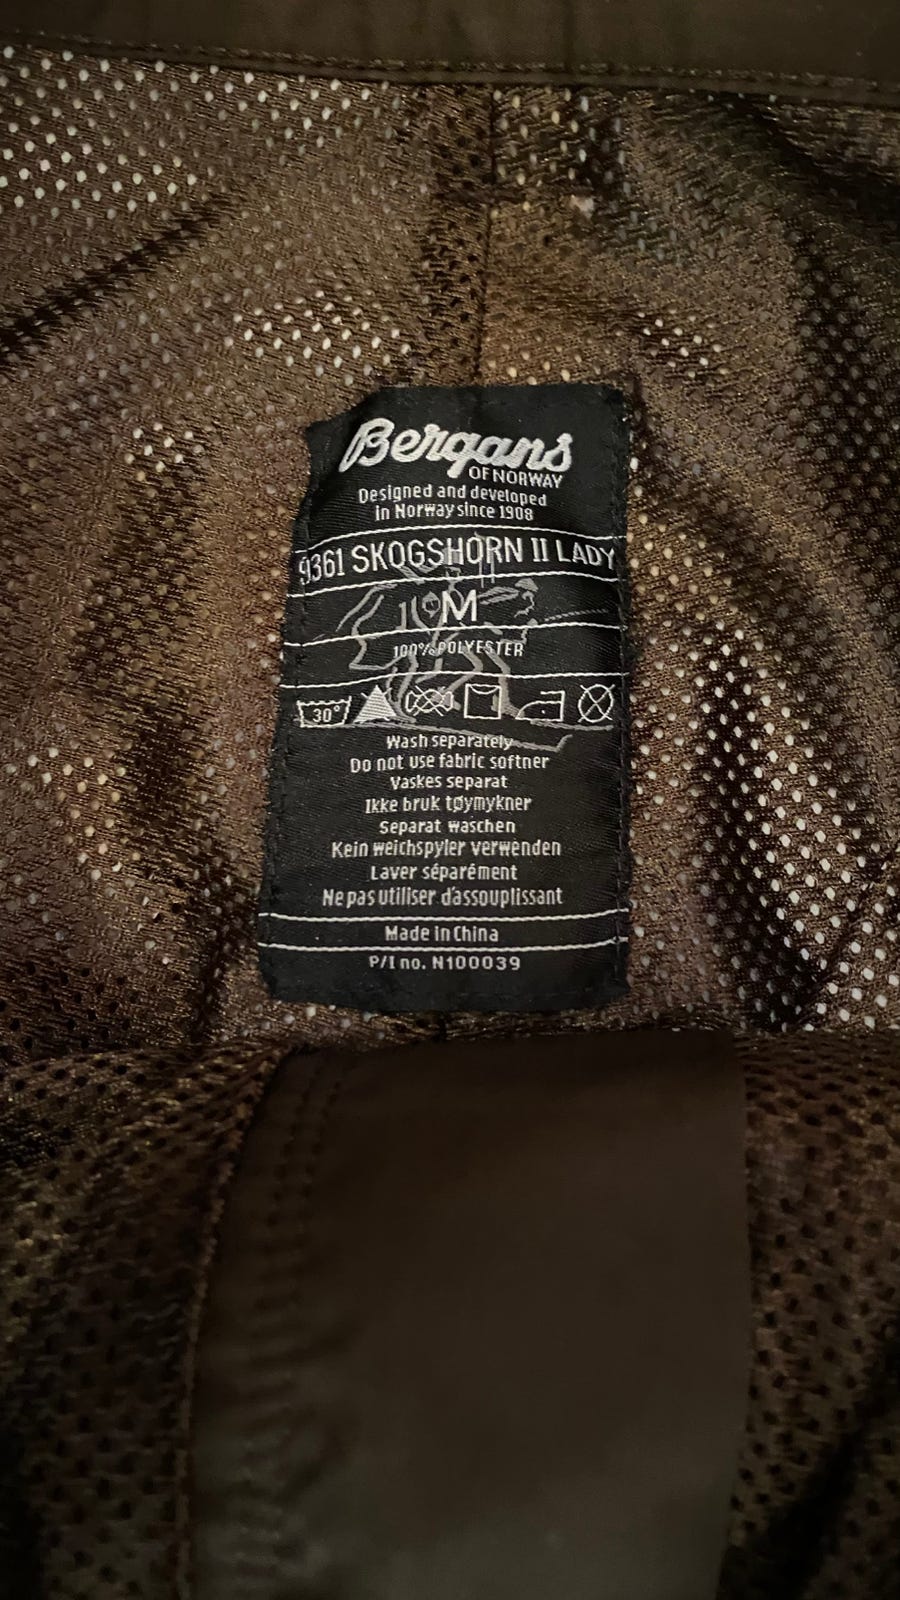 Bergans
OF NORWAY
Designed and developed
in Norway since 1908
9361 SKOGSHORN II LADY
M
100% POLYESTER
30°
Wash separately
Do not use fabric softner
Vaskes separat
Ikke bruk tøymykner
Separat waschen
Kein weichspyler verwenden
Laver séparément
Ne pas utiliser d'assouplissant
Made in China
P/I no. N100039